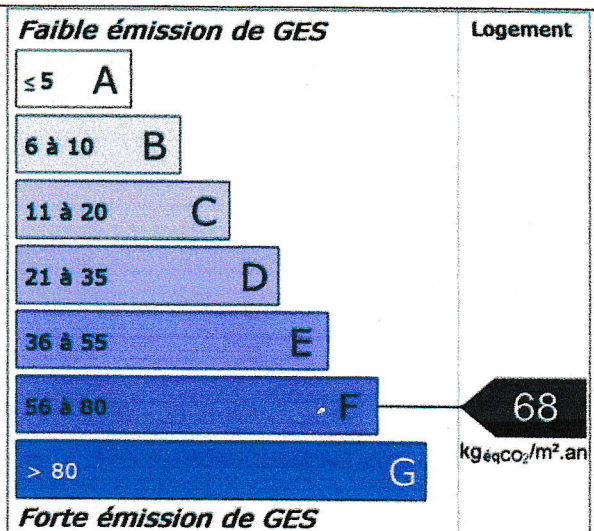 Faible émission de GES Logement
≤ 5 A
6 à 10 B
11 à 20 C
21 à 35 D
36 à 55 E
56 à 80 F 68
kgéqCO₂/m².an
> 80 G
Forte émission de GES